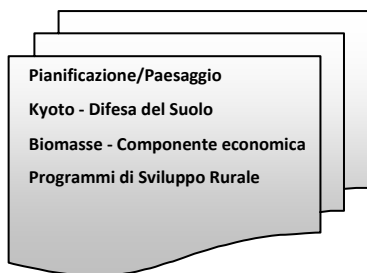 Pianificazione/Paesaggio
Kyoto - Difesa del Suolo
Biomasse - Componente economica
Programmi di Sviluppo Rurale